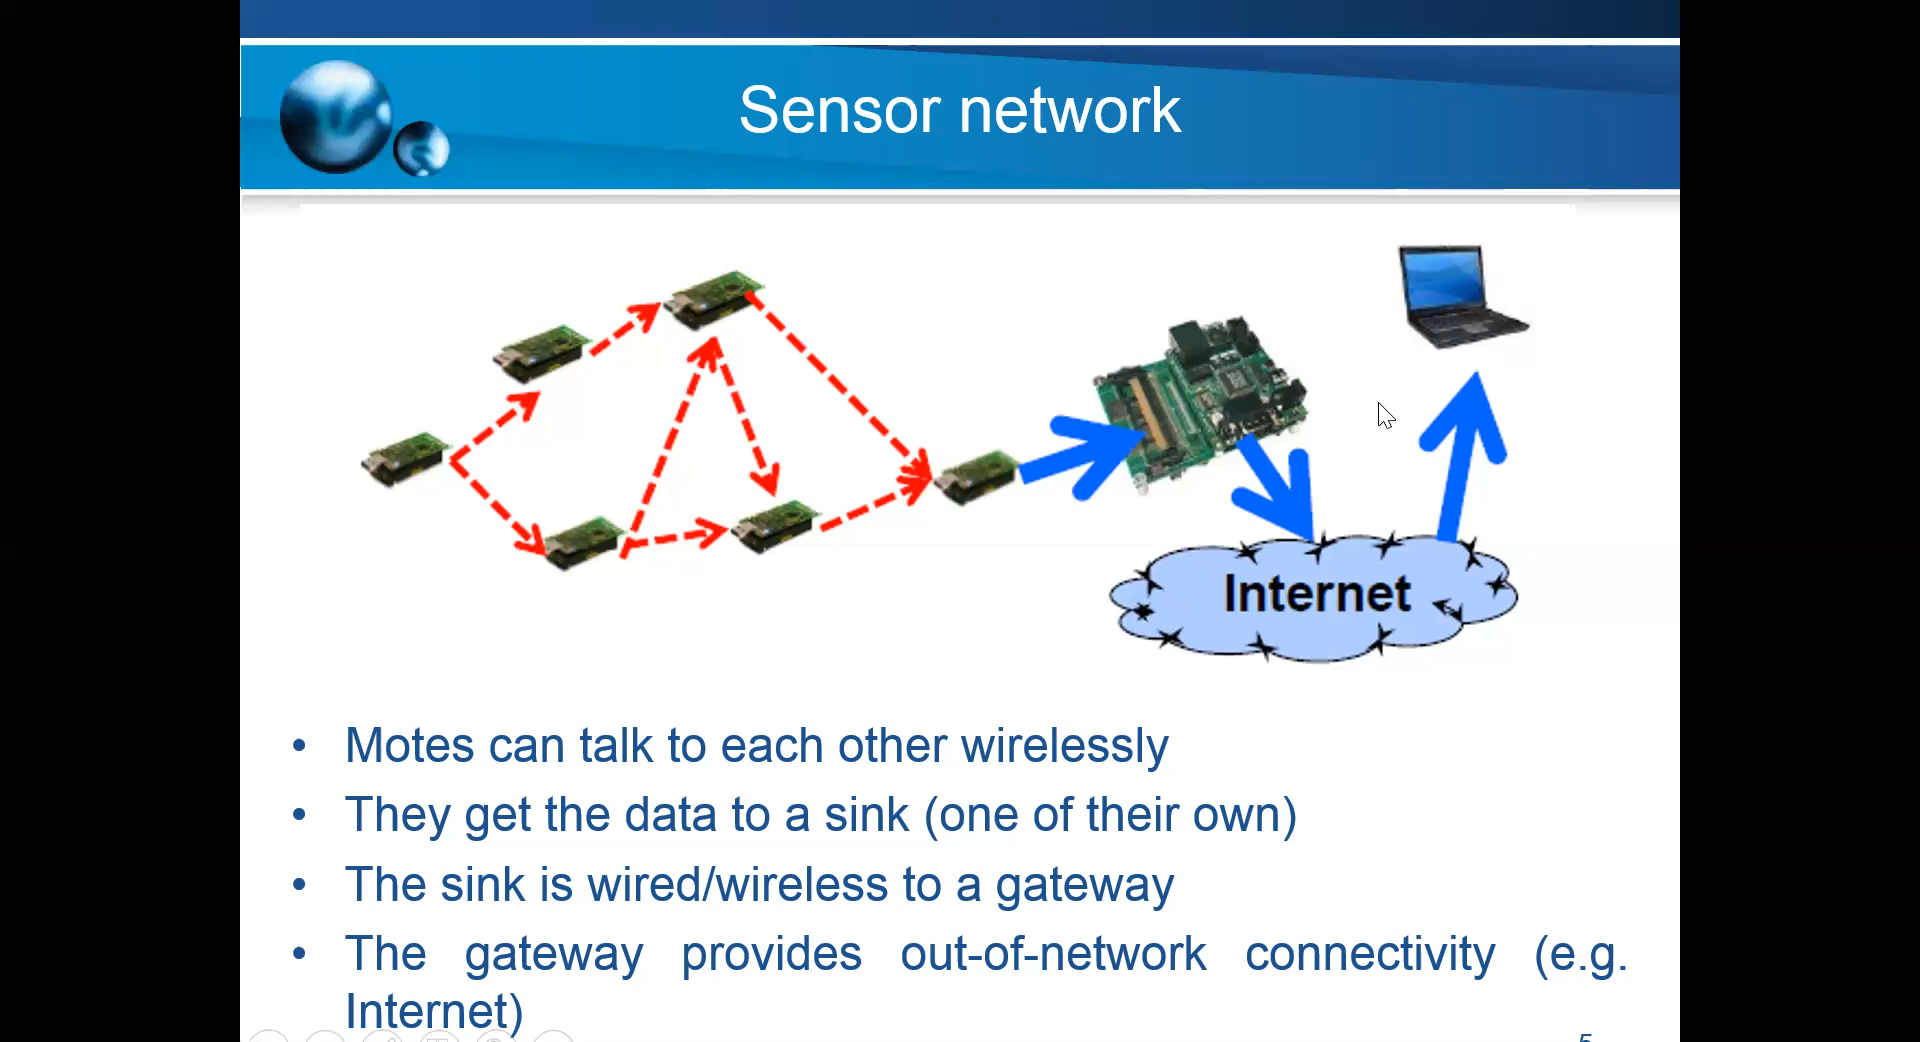 Sensor network
Internet
• Motes can talk to each other wirelessly
• They get the data to a sink (one of their own)
• The sink is wired/wireless to a gateway
• The gateway provides out-of-network connectivity (e.g.
Internet)
5